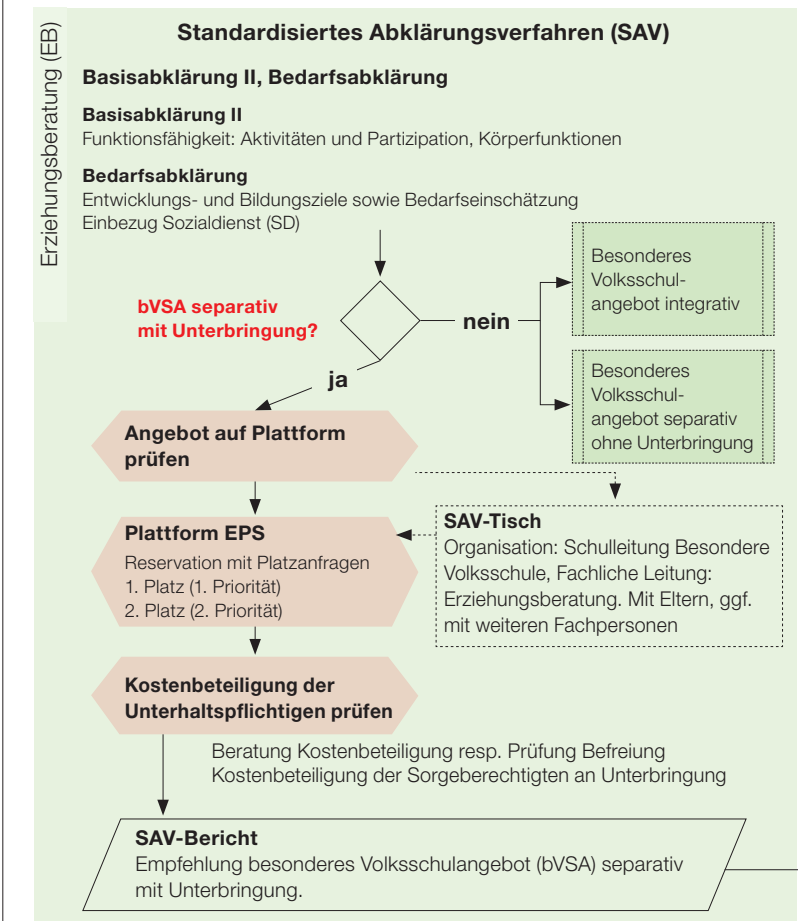 Erziehungsberatung (EB)
Standardisiertes Abklärungsverfahren (SAV)
Basisabklärung II, Bedarfsabklärung
Basisabklärung II
Funktionsfähigkeit: Aktivitäten und Partizipation, Körperfunktionen
Bedarfsabklärung
Entwicklungs- und Bildungsziele sowie Bedarfseinschätzung
Einbezug Sozialdienst (SD)
bVSA separativ
mit Unterbringung?
nein
Besonderes
Volksschul-
angebot integrativ
Besonderes
Volksschul-
angebot separativ
ohne Unterbringung
ja
Angebot auf Plattform
prüfen
Plattform EPS
Reservation mit Platzanfragen
1. Platz (1. Priorität)
2. Platz (2. Priorität)
SAV-Tisch
Organisation: Schulleitung Besondere
Volksschule, Fachliche Leitung:
Erziehungsberatung. Mit Eltern, ggf.
mit weiteren Fachpersonen
Kostenbeteiligung der
Unterhaltspflichtigen prüfen
Beratung Kostenbeteiligung resp. Prüfung Befreiung
Kostenbeteiligung der Sorgeberechtigten an Unterbringung
SAV-Bericht
Empfehlung besonderes Volksschulangebot (bVSA) separativ
mit Unterbringung.